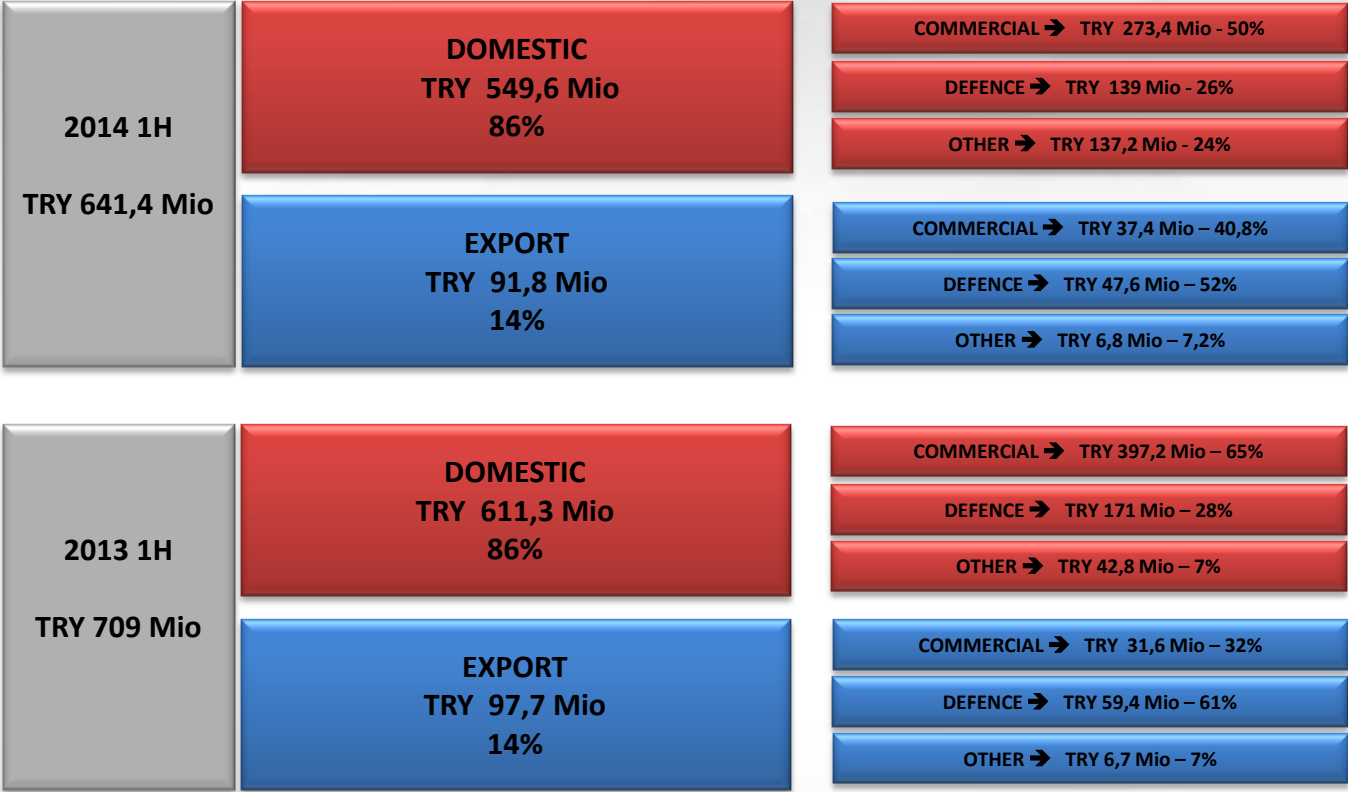 2014 1H
TRY 641,4 Mio
DOMESTIC
TRY 549,6 Mio
86%
COMMERCIAL ➔ TRY 273,4 Mio - 50%
DEFENCE ➔ TRY 139 Mio - 26%
OTHER ➔ TRY 137,2 Mio - 24%
EXPORT
TRY 91,8 Mio
14%
COMMERCIAL ➔ TRY 37,4 Mio – 40,8%
DEFENCE ➔ TRY 47,6 Mio – 52%
OTHER ➔ TRY 6,8 Mio – 7,2%
2013 1H
TRY 709 Mio
DOMESTIC
TRY 611,3 Mio
86%
COMMERCIAL ➔ TRY 397,2 Mio – 65%
DEFENCE ➔ TRY 171 Mio – 28%
OTHER ➔ TRY 42,8 Mio – 7%
EXPORT
TRY 97,7 Mio
14%
COMMERCIAL ➔ TRY 31,6 Mio – 32%
DEFENCE ➔ TRY 59,4 Mio – 61%
OTHER ➔ TRY 6,7 Mio – 7%